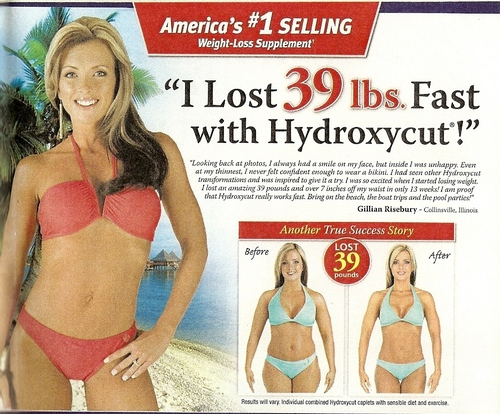 America's #1 SELLING
Weight-Loss Supplement†
"I Lost 39 lbs. Fast
with Hydroxycut®!"
"Looking back at photos, I always had a smile on my face, but inside I was unhappy. Even
at my thinnest, I never felt confident enough to wear a bikini. I had seen other Hydroxycut
transformations and was inspired to give it a try. I was so excited when I started losing weight.
I lost an amazing 39 pounds and over 7 inches off my waist in only 13 weeks! I am proof
that Hydroxycut really works fast. Bring on the beach, the boat trips and the pool parties!"
Gillian Risebury - Collinsville, Illinois
Another True Success Story
Before
LOST
39
pounds
After
Results will vary. Individual combined Hydroxycut caplets with sensible diet and exercise.